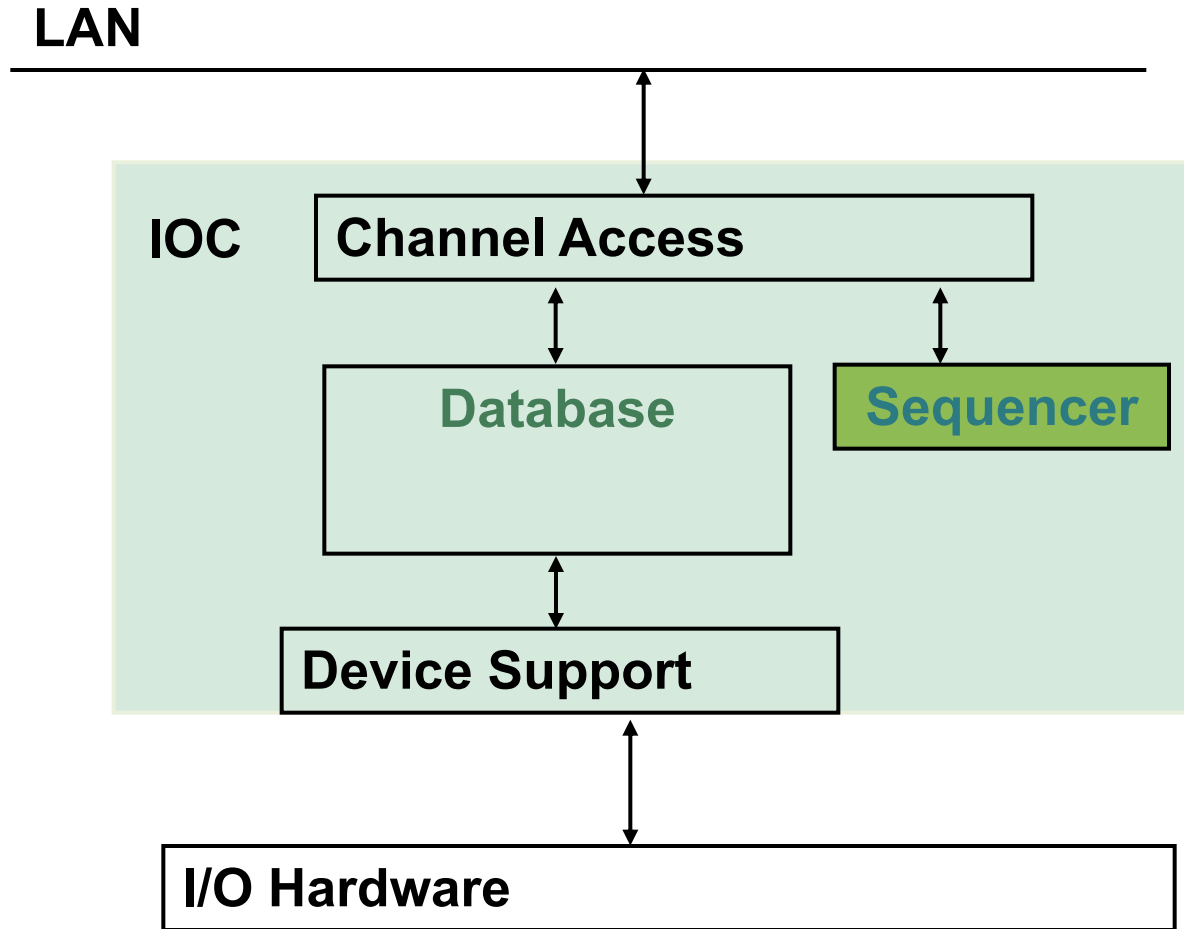 LAN
IOC
Channel Access
Database
Sequencer
Device Support
I/O Hardware